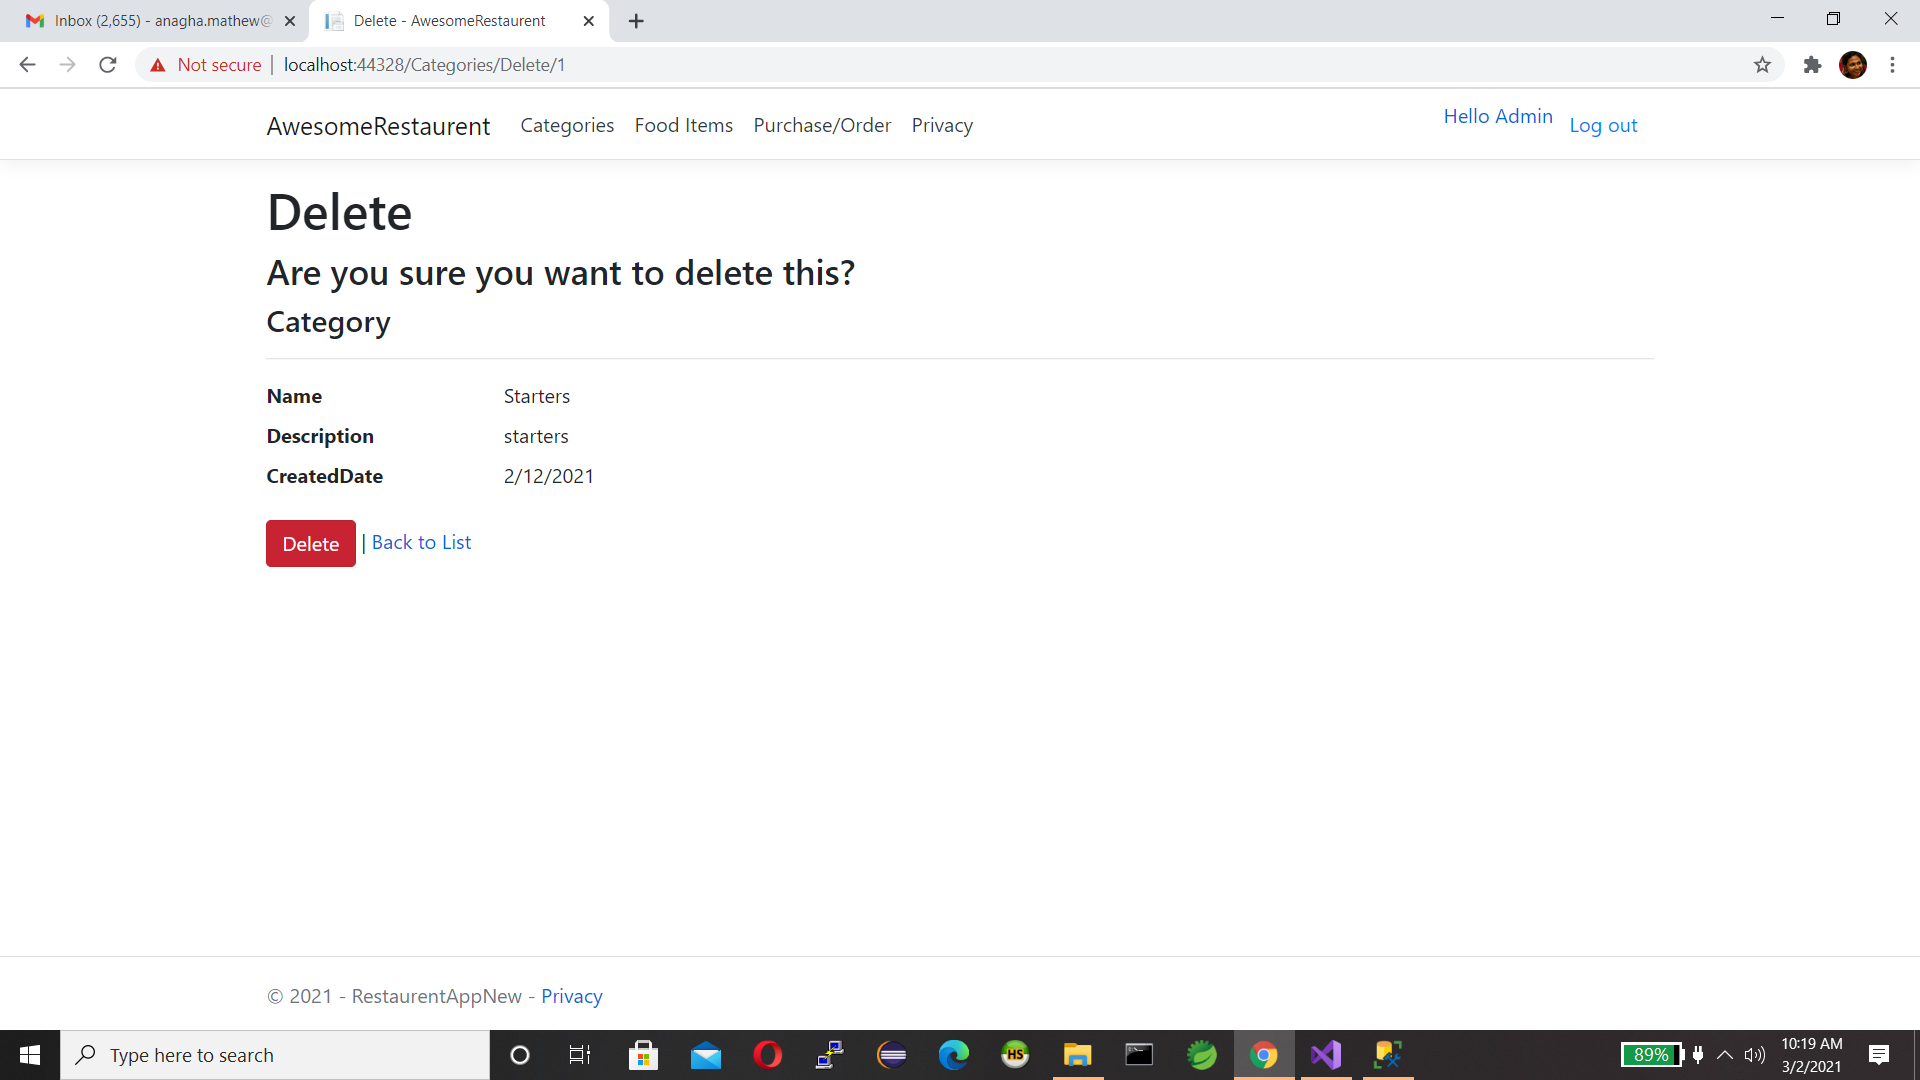 Inbox (2,655) - anagha.mathew@
Delete - AwesomeRestaurent
Not secure | localhost:44328/Categories/Delete/1
AwesomeRestaurent Categories Food Items Purchase/Order Privacy Hello Admin Log out
Delete
Are you sure you want to delete this?
Category
Name Starters
Description starters
CreatedDate 2/12/2021
Delete | Back to List
© 2021 - RestaurentAppNew - Privacy
Type here to search
HS
89%
10:19 AM
3/2/2021